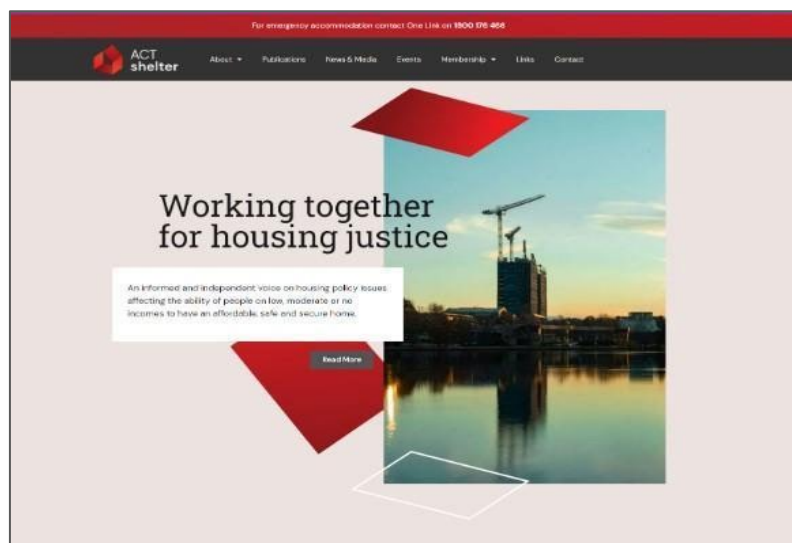 For emergency accommodation contact One Link on 1800 176 468
ACT
shelter
About
Publications
News & Media
Events
Membership
Links
Contact
Working together
for housing justice
An informed and independent voice on housing policy issues
affecting the ability of people on low, moderate or no
incomes to have an affordable, safe and secure home.
Read More